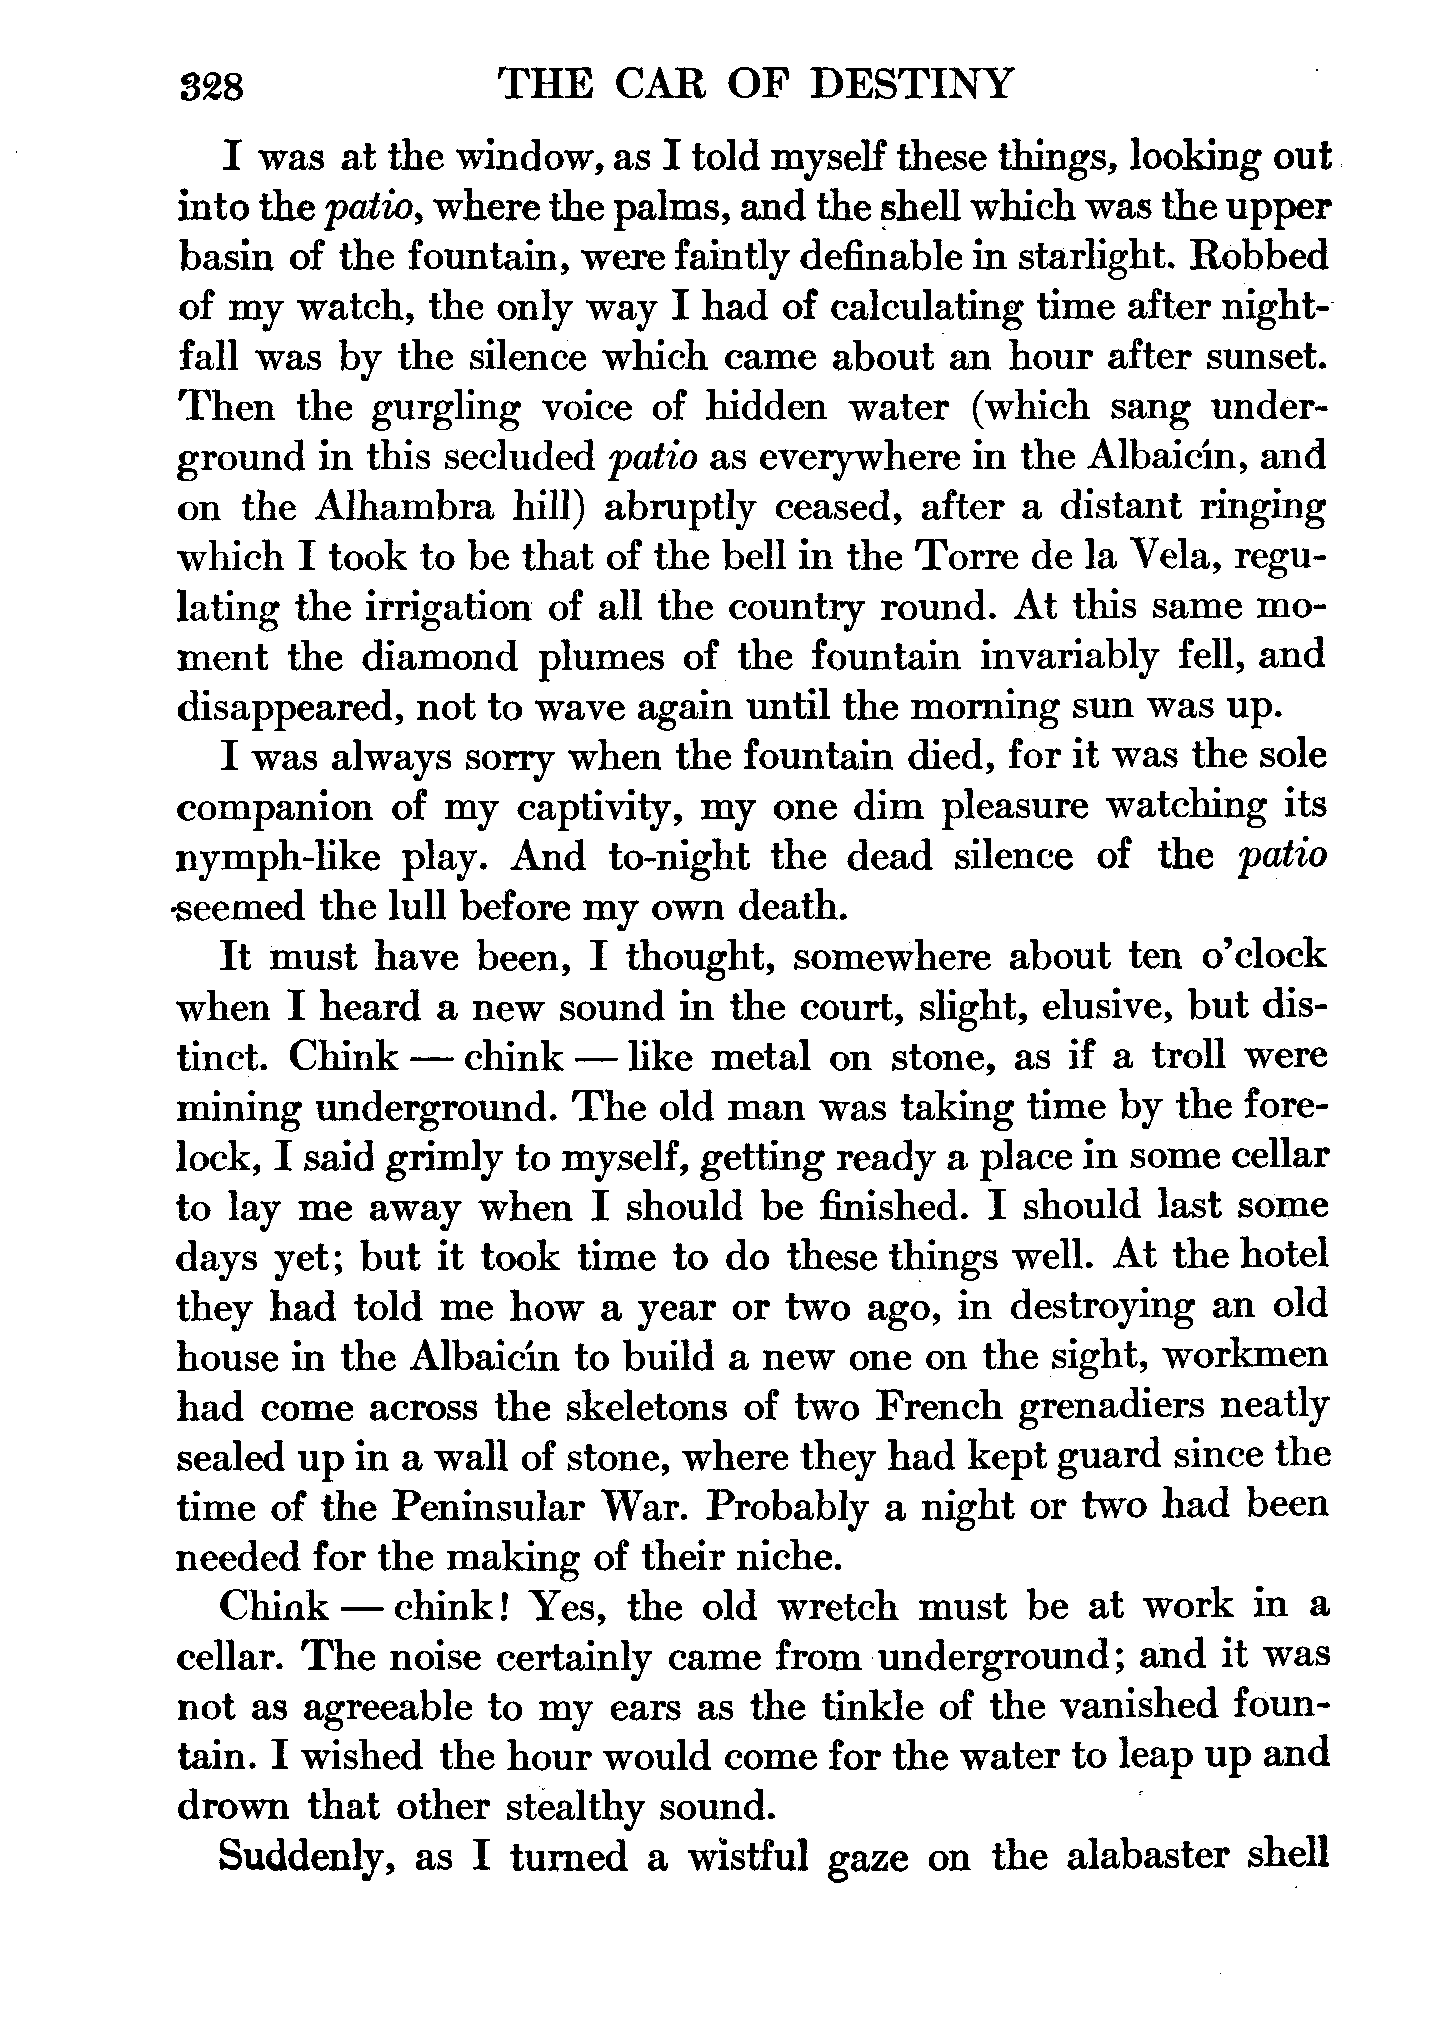 328 THE CAR OF DESTINY
I was at the window, as I told myself these things, looking out
into the patio, where the palms, and the shell which was the upper
basin of the fountain, were faintly definable in starlight. Robbed
of my watch, the only way I had of calculating time after night-
fall was by the silence which came about an hour after sunset.
Then the gurgling voice of hidden water (which sang under-
ground in this secluded patio as everywhere in the Albaicín, and
on the Alhambra hill) abruptly ceased, after a distant ringing
which I took to be that of the bell in the Torre de la Vela, regu-
lating the irrigation of all the country round. At this same mo-
ment the diamond plumes of the fountain invariably fell, and
disappeared, not to wave again until the morning sun was up.
I was always sorry when the fountain died, for it was the sole
companion of my captivity, my one dim pleasure watching its
nymph-like play. And to-night the dead silence of the patio
seemed the lull before my own death.
It must have been, I thought, somewhere about ten o'clock
when I heard a new sound in the court, slight, elusive, but dis-
tinct. Chink — chink — like metal on stone, as if a troll were
mining underground. The old man was taking time by the fore-
lock, I said grimly to myself, getting ready a place in some cellar
to lay me away when I should be finished. I should last some
days yet; but it took time to do these things well. At the hotel
they had told me how a year or two ago, in destroying an old
house in the Albaicín to build a new one on the sight, workmen
had come across the skeletons of two French grenadiers neatly
sealed up in a wall of stone, where they had kept guard since the
time of the Peninsular War. Probably a night or two had been
needed for the making of their niche.
Chink — chink! Yes, the old wretch must be at work in a
cellar. The noise certainly came from underground; and it was
not as agreeable to my ears as the tinkle of the vanished foun-
tain. I wished the hour would come for the water to leap up and
drown that other stealthy sound.
Suddenly, as I turned a wistful gaze on the alabaster shell